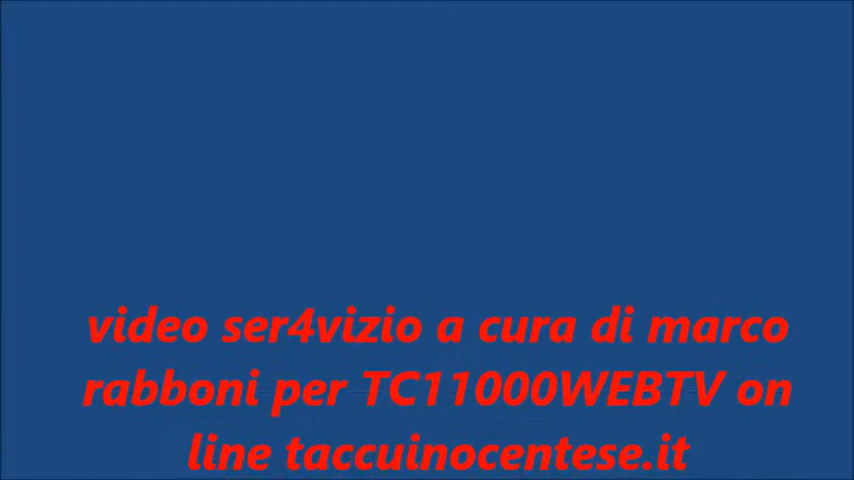 video ser4vizio a cura di marco
rabboni per TC11000WEBTV on
line taccuinocentese.it